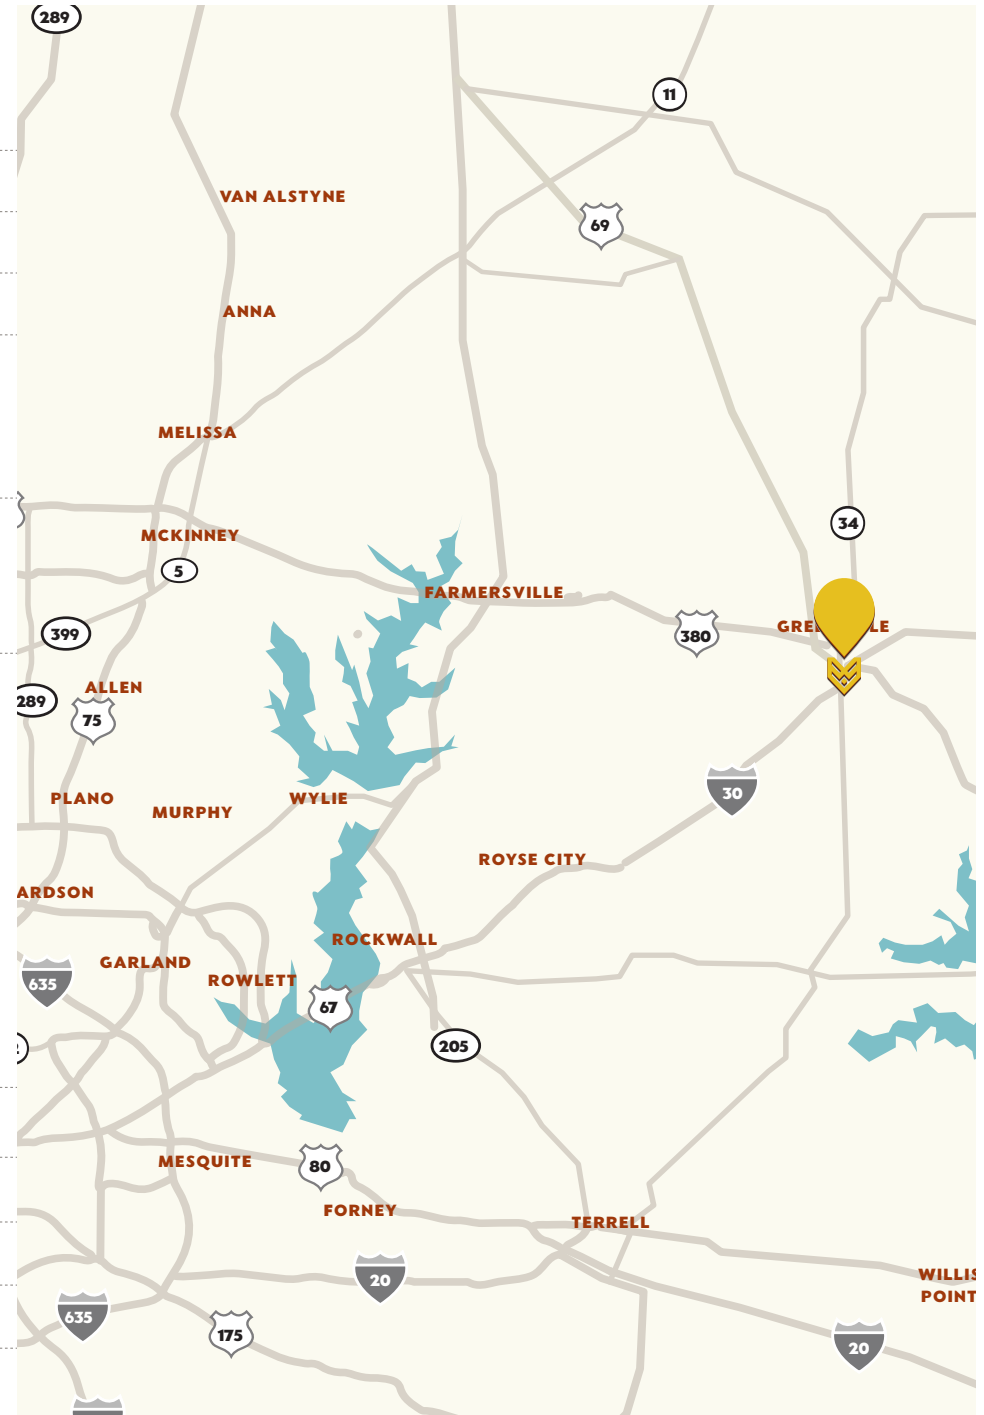 289
11
VAN ALSTYNE
69
ANNA
MELISSA
34
MCKINNEY
5
FARMERSVILLE
399
380
GRE LE
ALLEN
289
75
PLANO
MURPHY
WYLIE
30
ROYSE CITY
ARDSON
ROCKWALL
GARLAND
635
ROWLETT
67
205
MESQUITE
80
FORNEY
TERRELL
20
WILLIS
POINT
635
175
20